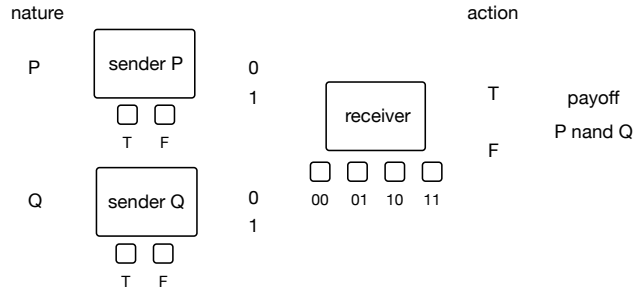 nature
action
P
sender P
0
1
T F
receiver
T
F
payoff
P nand Q
00 01 10 11
Q
sender Q
0
1
T F